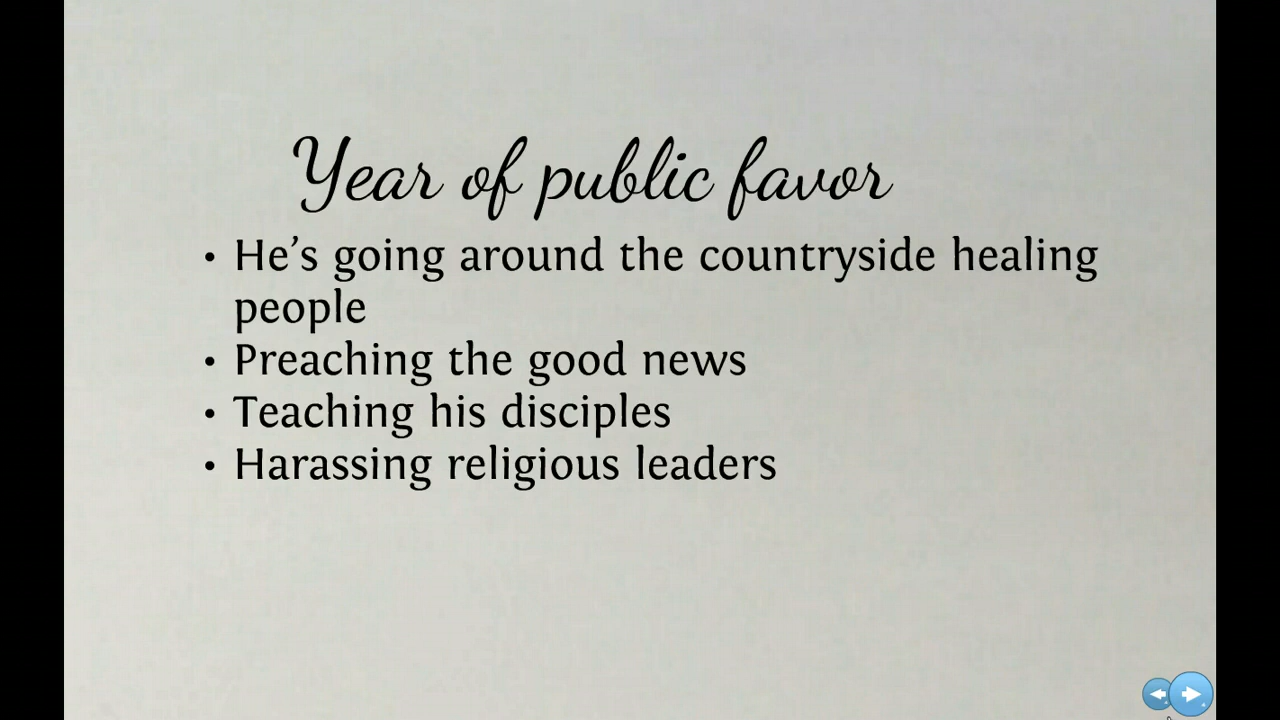 Year of public favor
• He’s going around the countryside healing
people
• Preaching the good news
• Teaching his disciples
• Harassing religious leaders